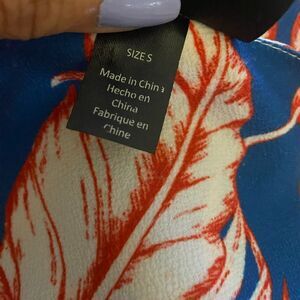 SIZE S
Made in China
Hecho en
China
Fabrique en
Chine